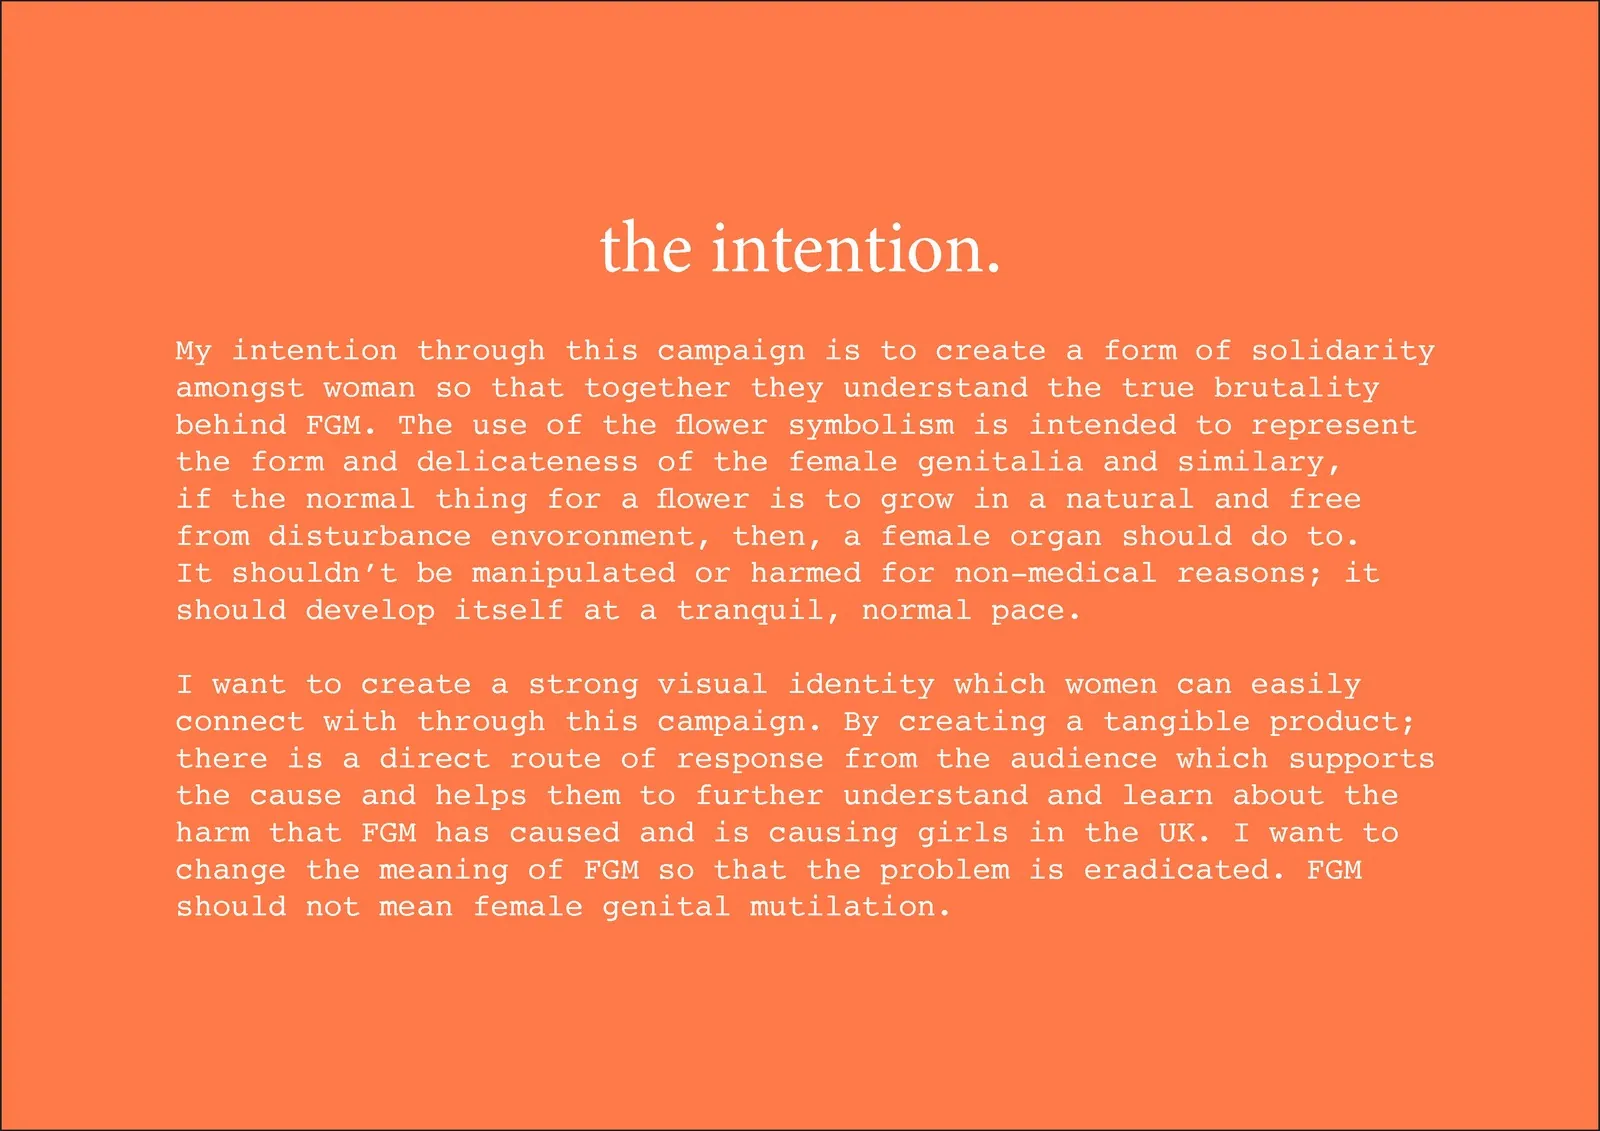 the intention.
My intention through this campaign is to create a form of solidarity
amongst woman so that together they understand the true brutality
behind FGM. The use of the flower symbolism is intended to represent
the form and delicateness of the female genitalia and similary,
if the normal thing for a flower is to grow in a natural and free
from disturbance envoronment, then, a female organ should do to.
It shouldn’t be manipulated or harmed for non-medical reasons; it
should develop itself at a tranquil, normal pace.
I want to create a strong visual identity which women can easily
connect with through this campaign. By creating a tangible product;
there is a direct route of response from the audience which supports
the cause and helps them to further understand and learn about the
harm that FGM has caused and is causing girls in the UK. I want to
change the meaning of FGM so that the problem is eradicated. FGM
should not mean female genital mutilation.